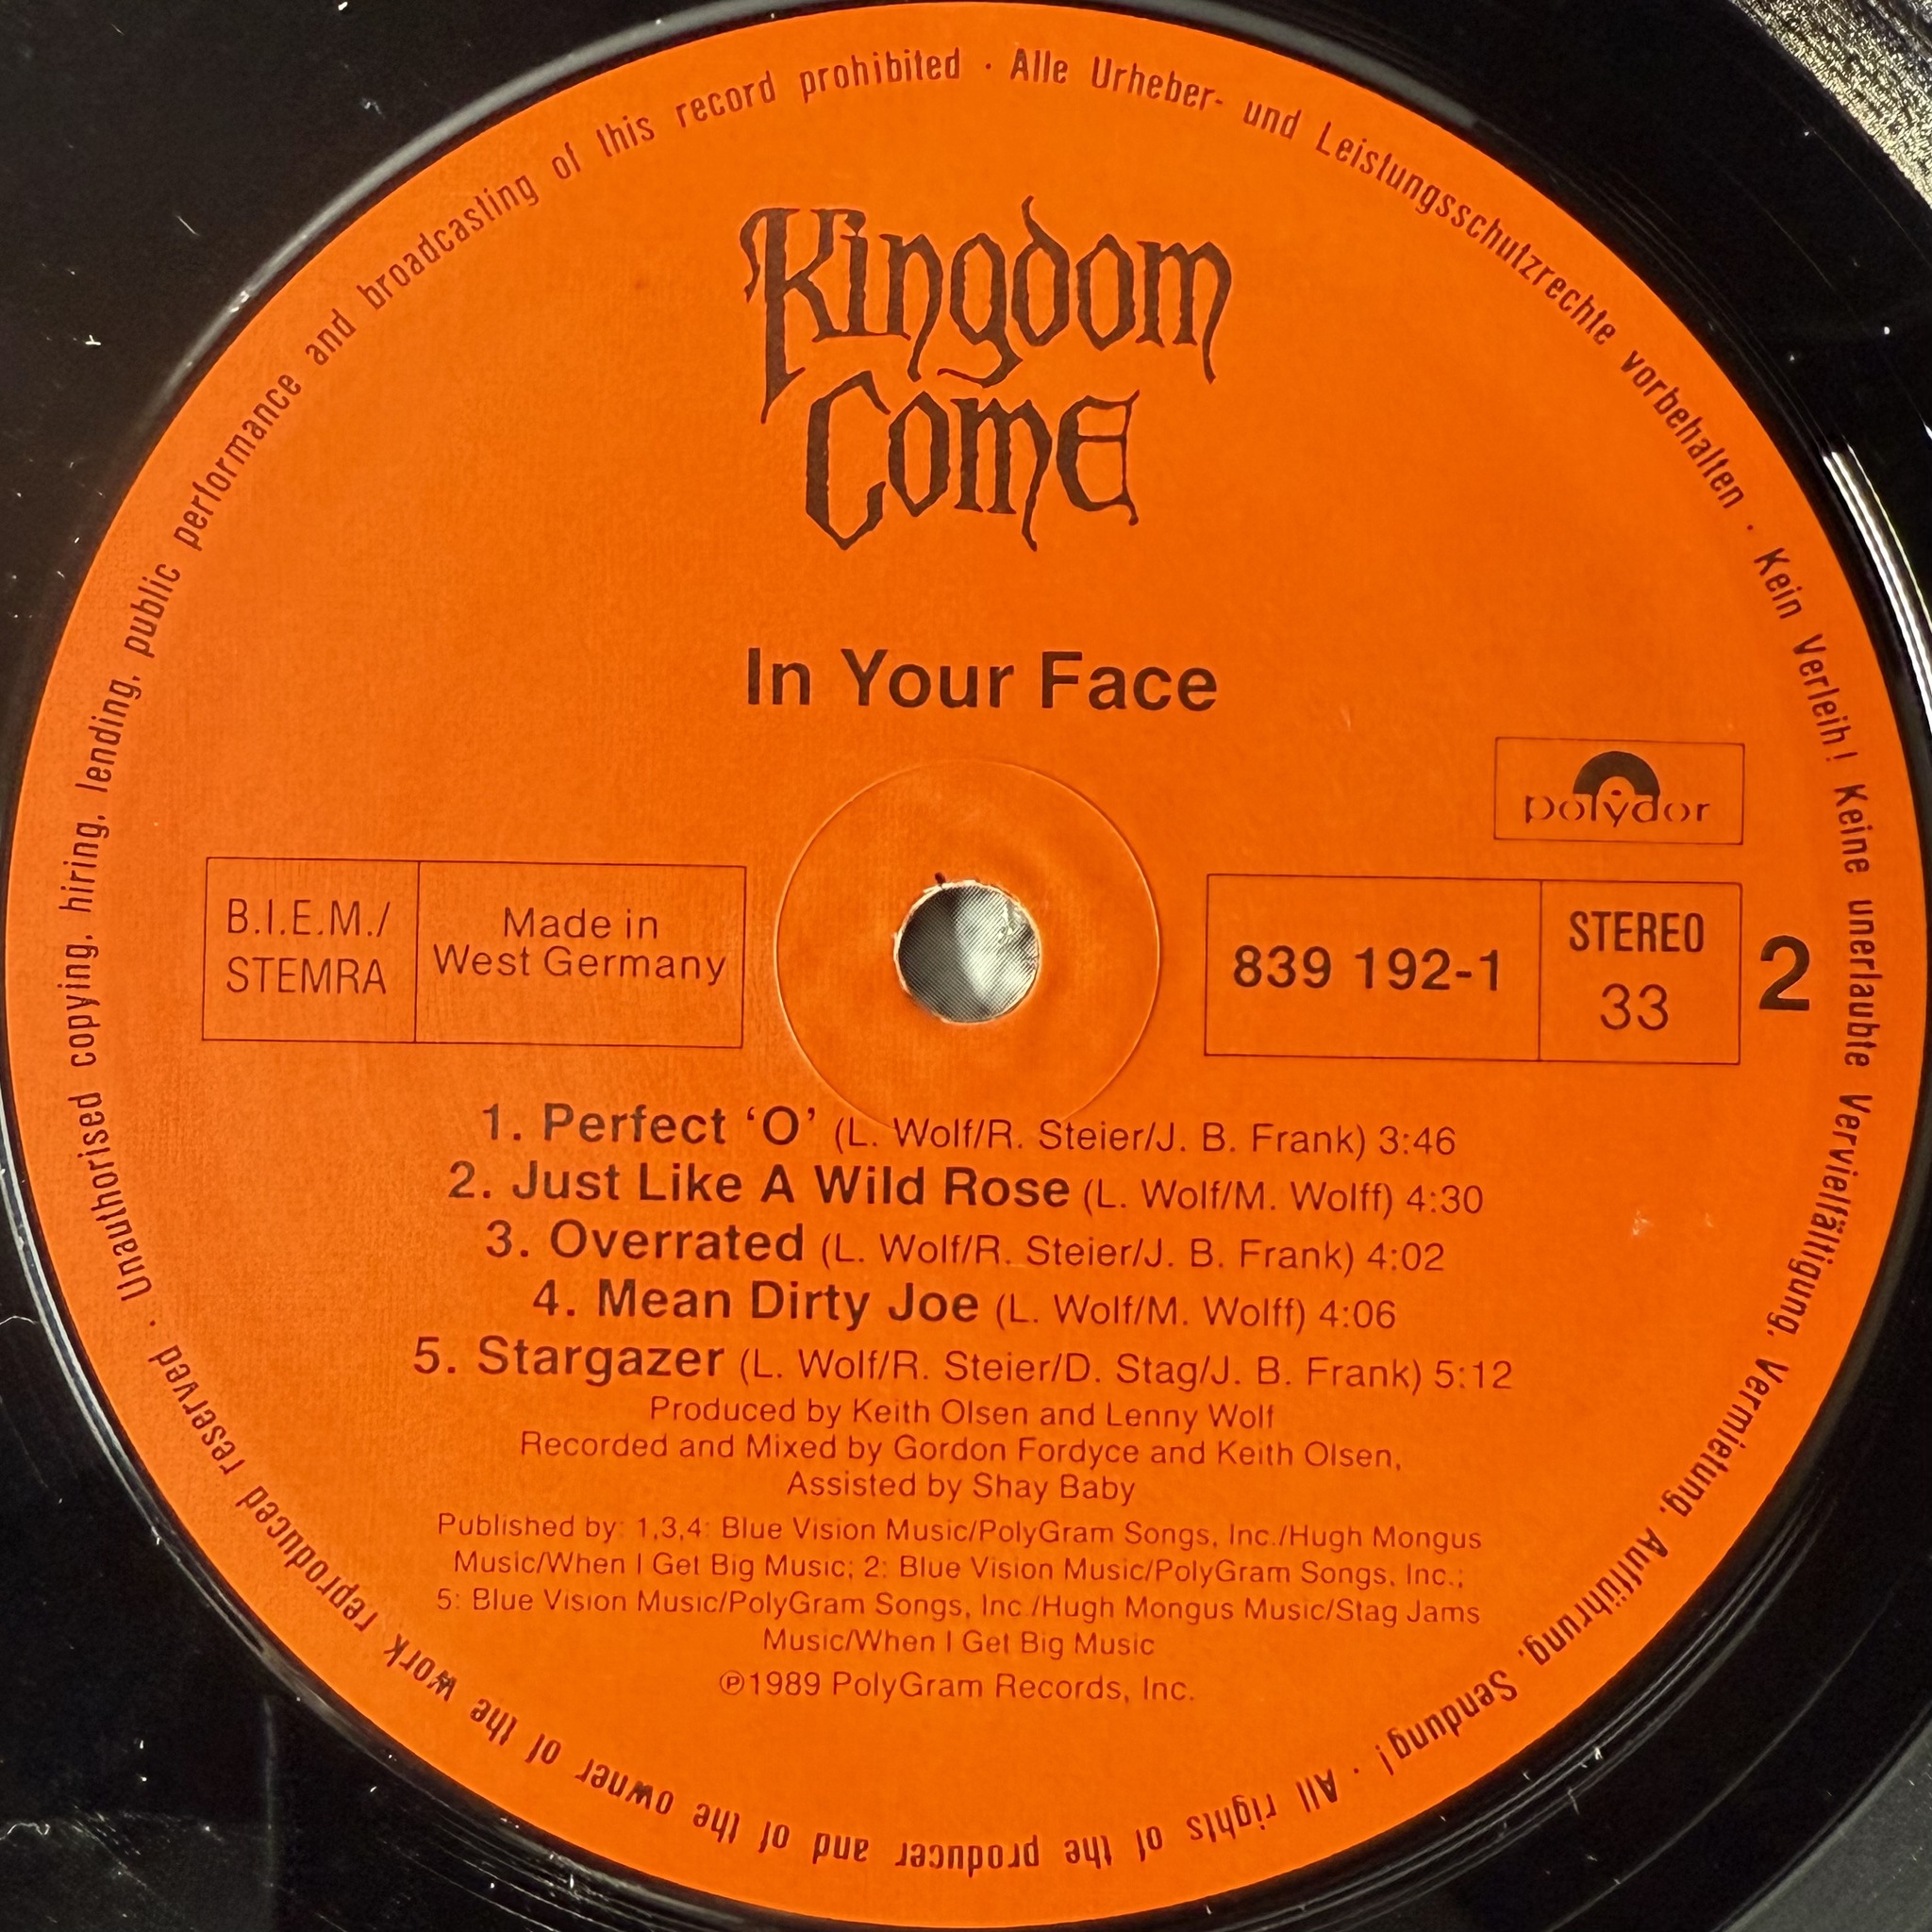 Kingdom
Come
In Your Face
polydor
B.I.E.M./
STEMRA
Made in
West Germany
839 192-1
STEREO
33
2
1. Perfect ‘O’ (L. Wolf/R. Steier/J. B. Frank) 3:46
2. Just Like A Wild Rose (L. Wolf/M. Wolff) 4:30
3. Overrated (L. Wolf/R. Steier/J. B. Frank) 4:02
4. Mean Dirty Joe (L. Wolf/M. Wolff) 4:06
5. Stargazer (L. Wolf/R. Steier/D. Stag/J. B. Frank) 5:12
Produced by Keith Olsen and Lenny Wolf
Recorded and Mixed by Gordon Fordyce and Keith Olsen,
Assisted by Shay Baby
Published by: 1,3,4: Blue Vision Music/PolyGram Songs, Inc./Hugh Mongus
Music/When I Get Big Music; 2: Blue Vision Music/PolyGram Songs, Inc.;
5: Blue Vision Music/PolyGram Songs, Inc./Hugh Mongus Music/Stag Jams
Music/When I Get Big Music
℗1989 PolyGram Records, Inc.
Alle Urheber- und Leistungsschutzrechte vorbehalten · Kein Verleih! Keine unerlaubte Vervielfältigung, Vermietung, Aufführung, Sendung! · All rights of the producer and of the owner of the work reproduced reserved · Unauthorised copying, hiring, lending, public performance and broadcasting of this record prohibited ·